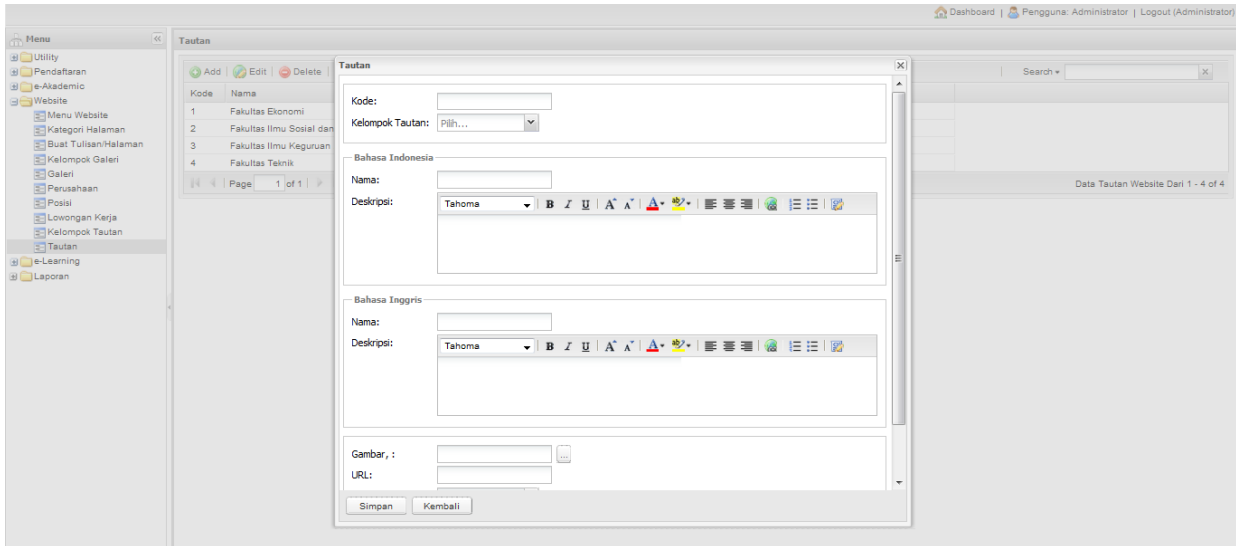 Dashboard | Pengguna: Administrator | Logout (Administrator)
Menu
Utility
Pendaftaran
e-Akademic
Website
Menu Website
Kategori Halaman
Buat Tulisan/Halaman
Kelompok Galeri
Galeri
Perusahaan
Posisi
Lowongan Kerja
Kelompok Tautan
Tautan
e-Learning
Laporan
Tautan
Add | Edit | Delete | Search
Kode Nama
1 Fakultas Ekonomi
2 Fakultas Ilmu Sosial dan
3 Fakultas Ilmu Keguruan
4 Fakultas Teknik
Page 1 of 1 Data Tautan Website Dari 1 - 4 of 4
Tautan
Kode:
Kelompok Tautan: Pilih...
Bahasa Indonesia
Nama:
Deskripsi: Tahoma B I U A A A ab
Bahasa Inggris
Nama:
Deskripsi: Tahoma B I U A A A ab
Gambar, : ...
URL:
Simpan Kembali